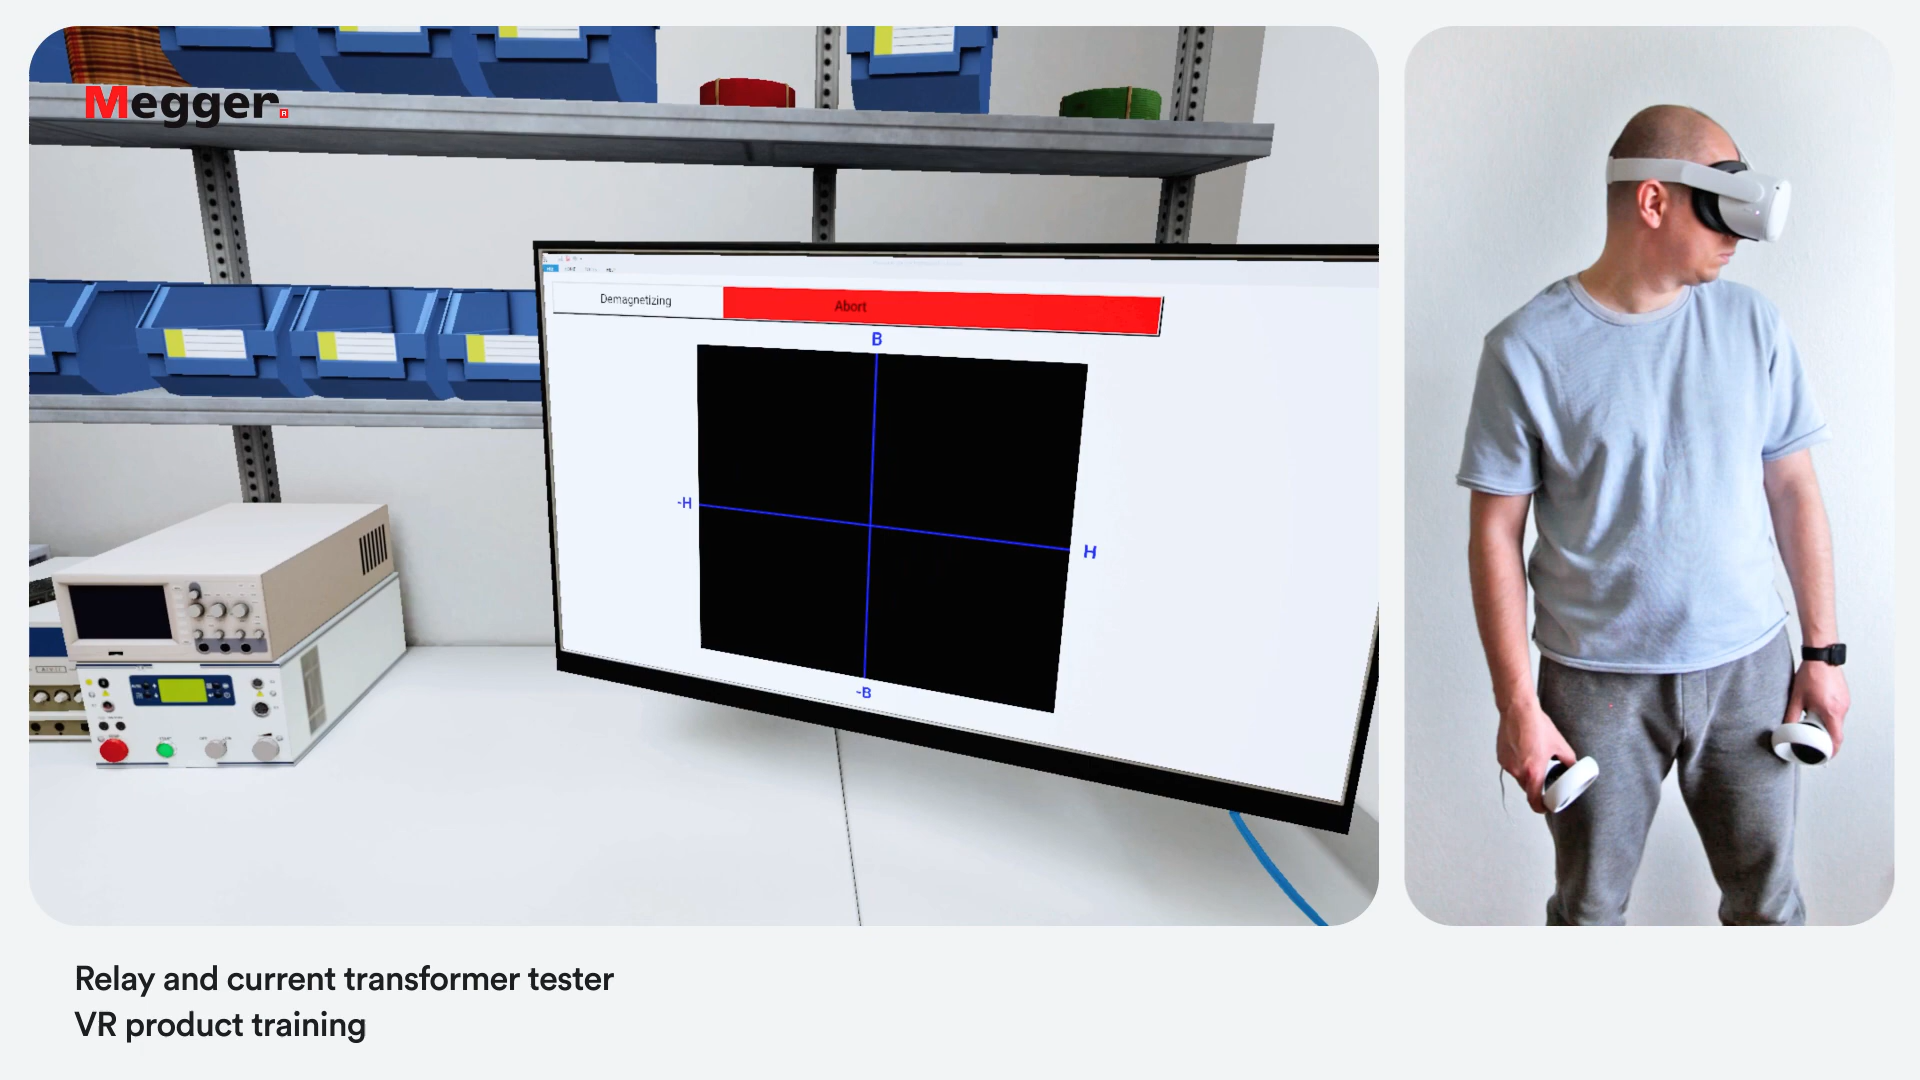 Megger.
Demagnetizing
Abort
B
-H
H
-B
Relay and current transformer tester
VR product training